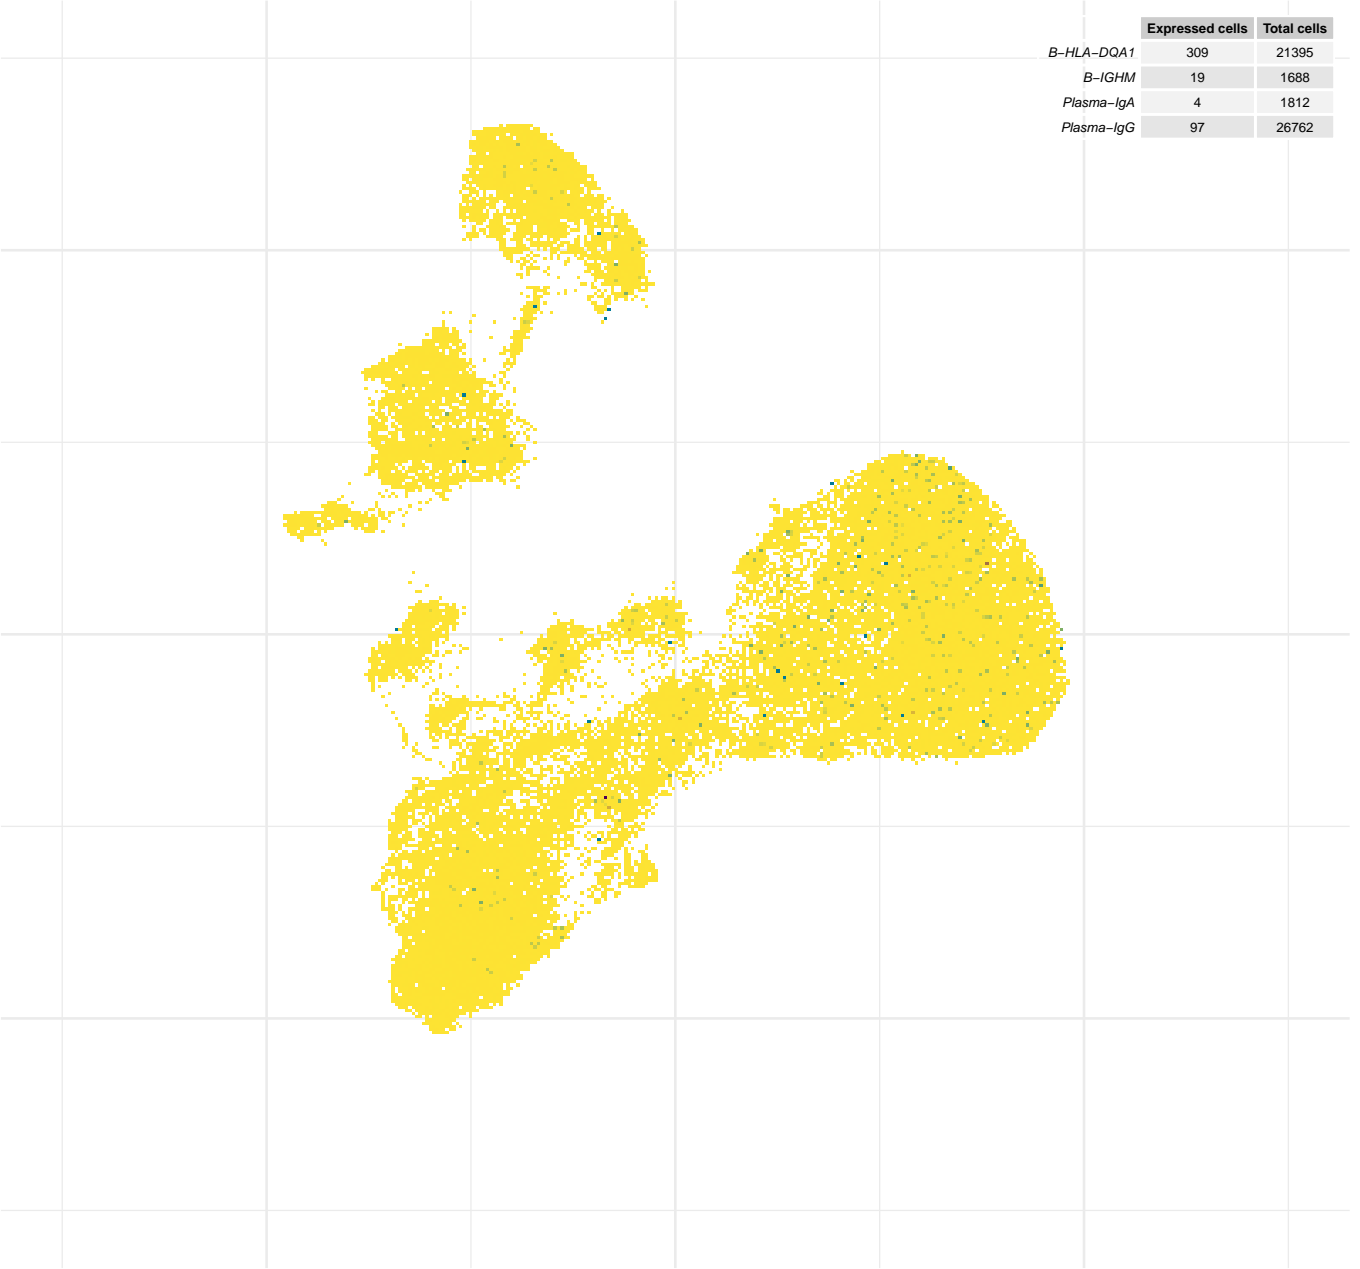 Expressed cells Total cells
B−HLA−DQA1 309 21395
B−IGHM 19 1688
Plasma−IgA 4 1812
Plasma−IgG 97 26762